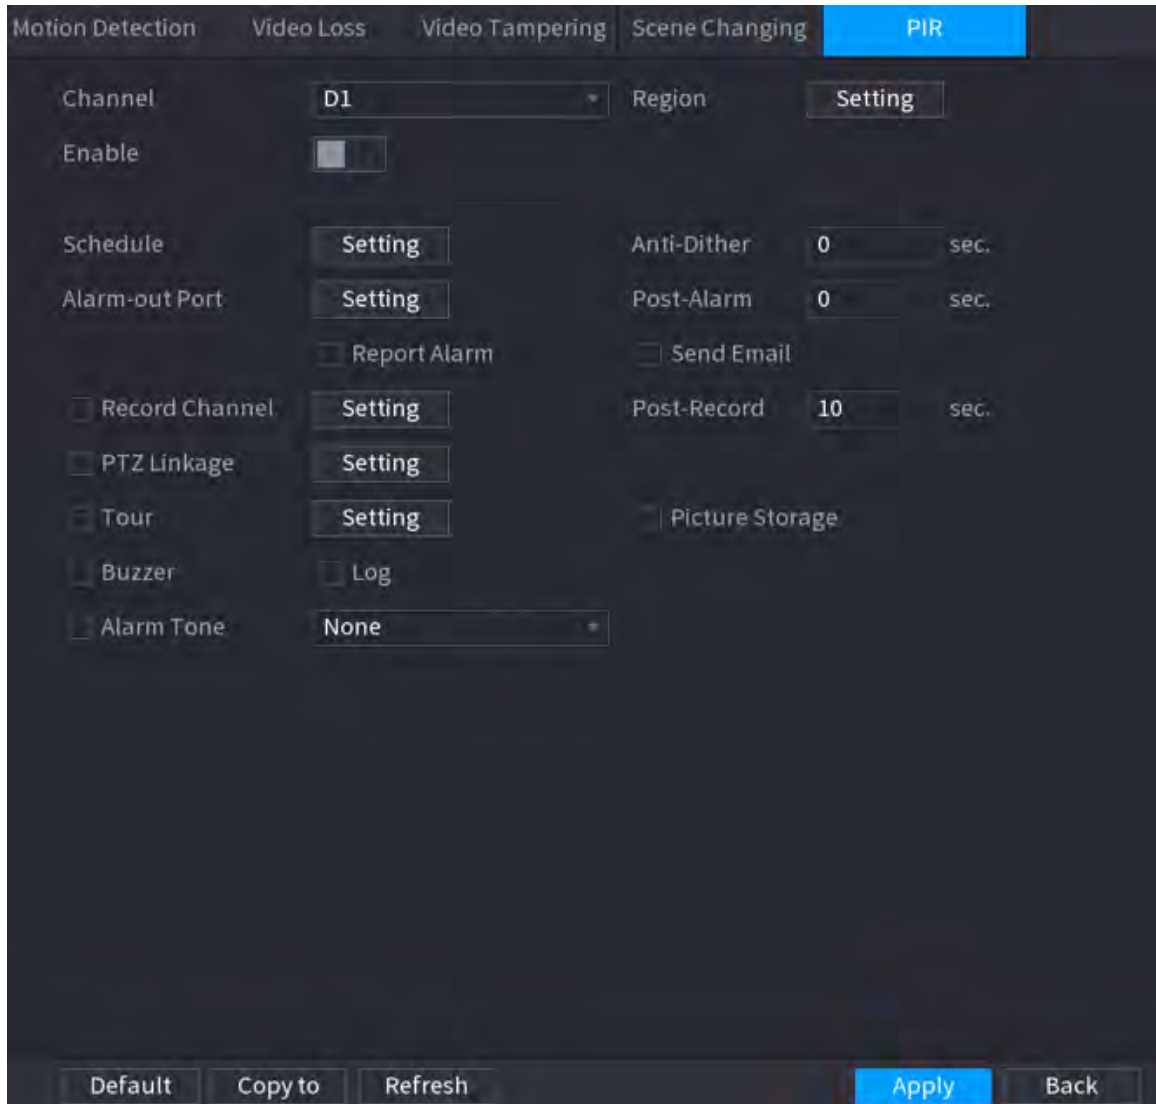 Motion Detection Video Loss Video Tampering Scene Changing PIR
Channel D1 Region Setting
Enable
Schedule Setting Anti-Dither 0 sec.
Alarm-out Port Setting Post-Alarm 0 sec.
Report Alarm Send Email
Record Channel Setting Post-Record 10 sec.
PTZ Linkage Setting
Tour Setting Picture Storage
Buzzer Log
Alarm Tone None
Default Copy to Refresh Apply Back